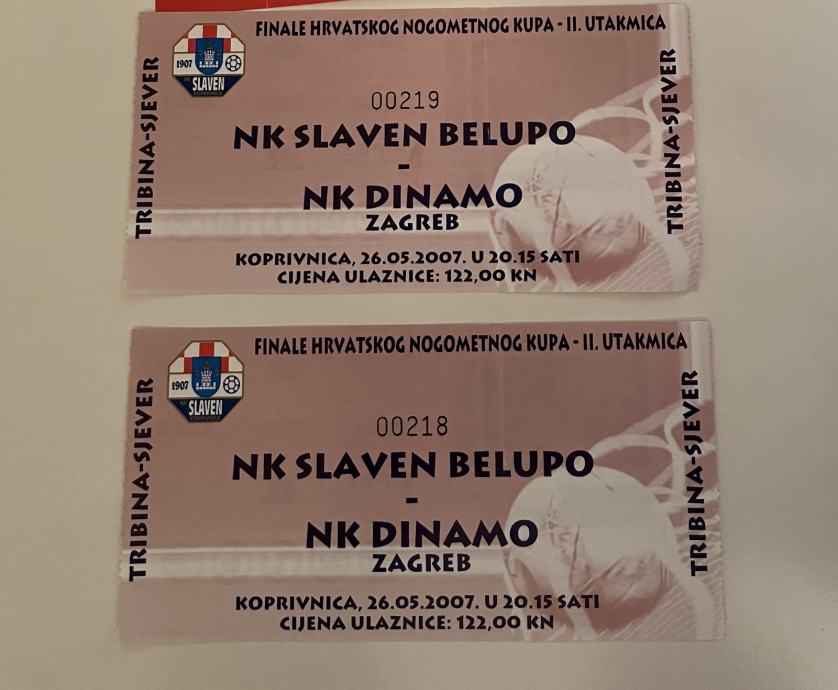 FINALE HRVATSKOG NOGOMETNOG KUPA - II. UTAKMICA
TRIBINA-SJEVER
1907
SLAVEN
00219
NK SLAVEN BELUPO
-
NK DINAMO
ZAGREB
KOPRIVNICA, 26.05.2007. U 20.15 SATI
CIJENA ULAZNICE: 122,00 KN
TRIBINA-SJEVER
FINALE HRVATSKOG NOGOMETNOG KUPA - II. UTAKMICA
TRIBINA-SJEVER
1907
SLAVEN
KOPRIVNICA
00218
NK SLAVEN BELUPO
-
NK DINAMO
ZAGREB
KOPRIVNICA, 26.05.2007. U 20.15 SATI
CIJENA ULAZNICE: 122,00 KN
TRIBINA-SJEVER